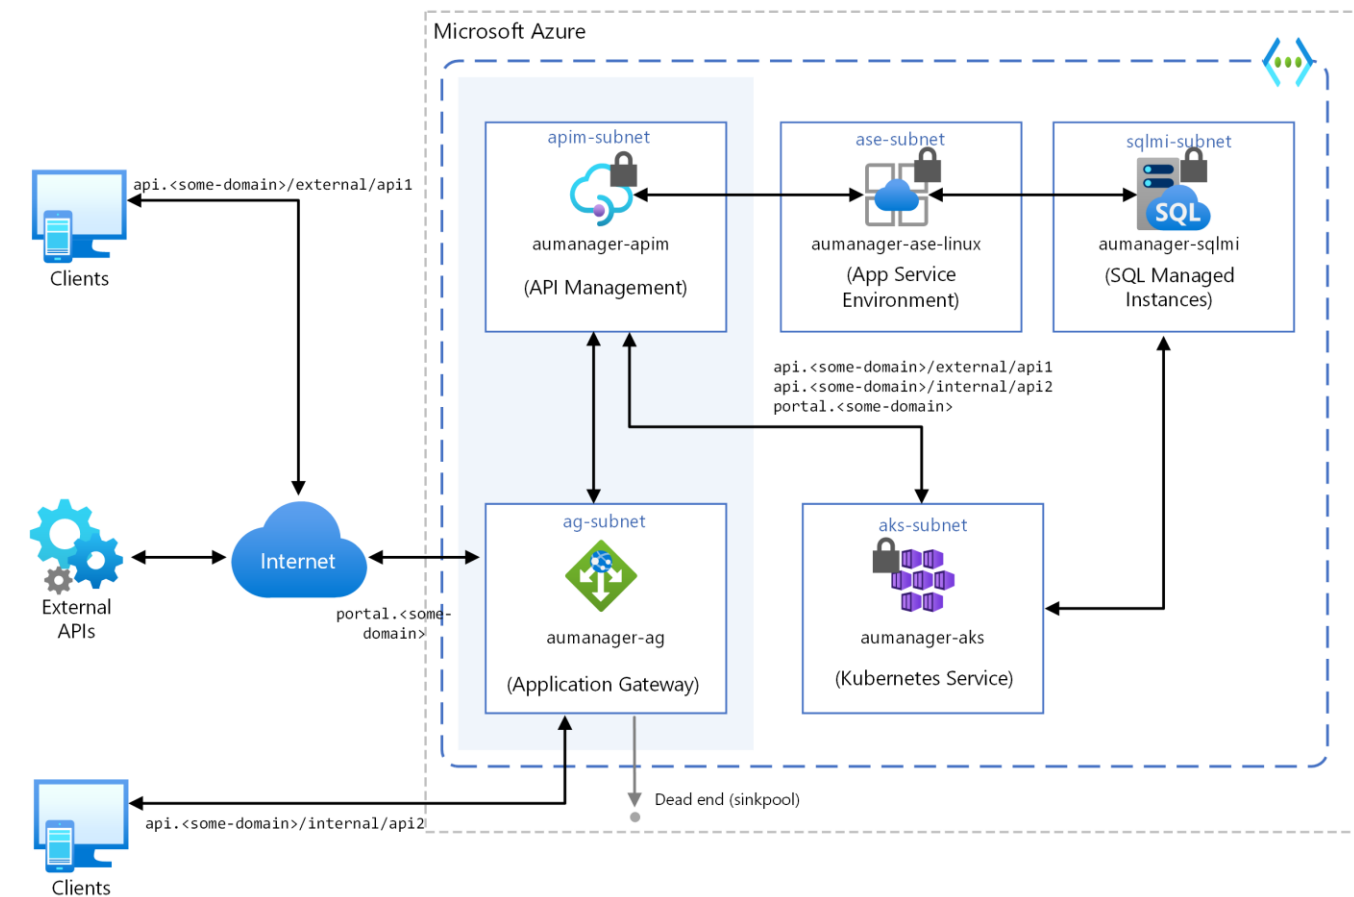 Microsoft Azure
apim-subnet
aumanager-apim
(API Management)
ase-subnet
aumanager-ase-linux
(App Service
Environment)
sqlmi-subnet
SQL
aumanager-sqlmi
(SQL Managed
Instances)
api.<some-domain>/external/api1
Clients
api.<some-domain>/external/api1
api.<some-domain>/internal/api2
portal.<some-domain>
External
APIs
Internet
portal.<some-
domain>
ag-subnet
aumanager-ag
(Application Gateway)
aks-subnet
aumanager-aks
(Kubernetes Service)
Dead end (sinkpool)
api.<some-domain>/internal/api2
Clients